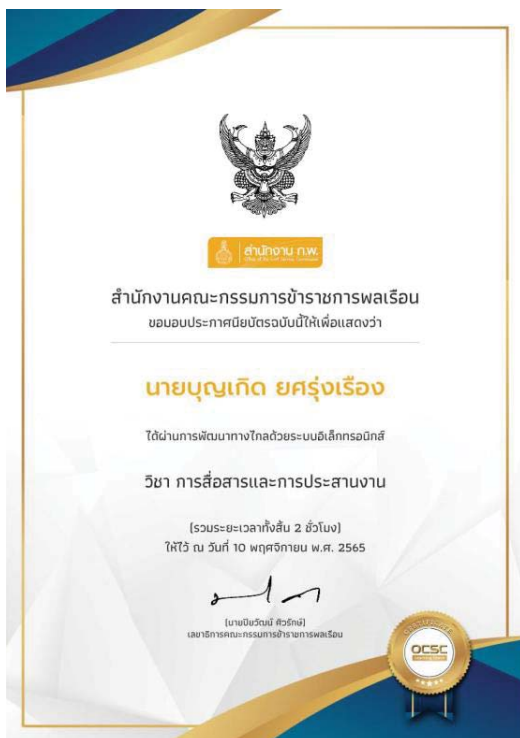 สำนักงาน ก.พ.
สำนักงานคณะกรรมการข้าราชการพลเรือน
ขอมอบประกาศนียบัตรฉบับนี้ให้เพื่อแสดงว่า
นายบุญเกิด ยศรุ่งเรือง
ได้ผ่านการพัฒนาทางไกลด้วยระบบอิเล็กทรอนิกส์
วิชา การสื่อสารและการประสานงาน
(รวมระยะเวลาทั้งสิ้น 2 ชั่วโมง)
ให้ไว้ ณ วันที่ 10 พฤศจิกายน พ.ศ. 2565
(นายปิยวัฒน์ ศิวรักษ์)
เลขาธิการคณะกรรมการข้าราชการพลเรือน
CERTIFICATE
OCSC